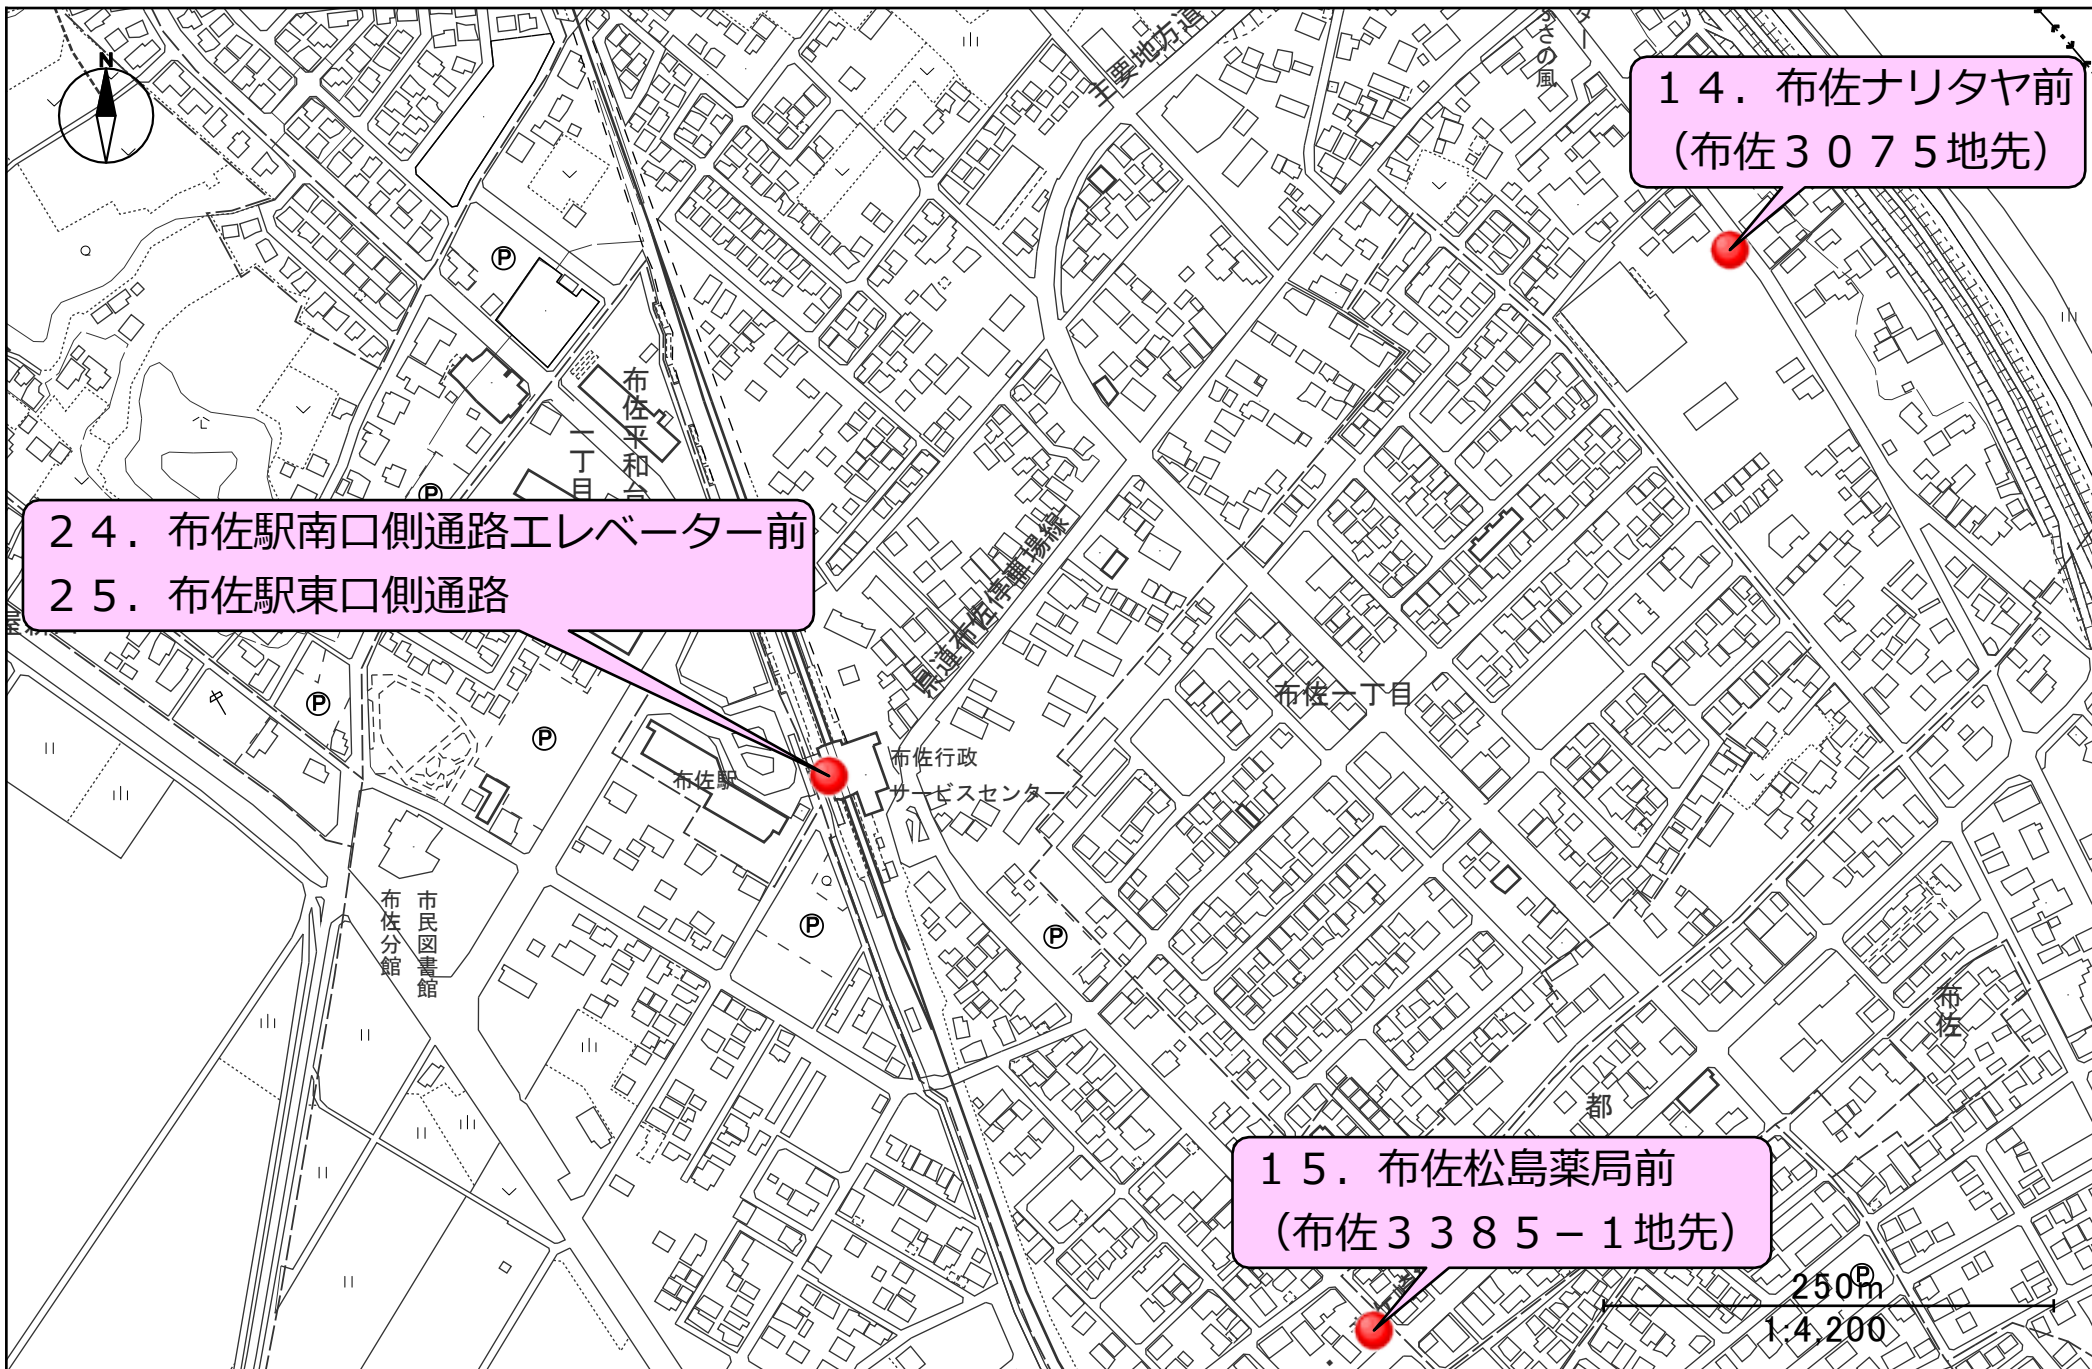 N
主要地方道
ふさの風
ター
１４．布佐ナリタヤ前
（布佐３０７５地先）
Ⓟ
布佐平和台
一丁目
Ⓟ
２４．布佐駅南口側通路エレベーター前
２５．布佐駅東口側通路
県道布佐停車場線
布佐一丁目
Ⓟ
Ⓟ
布佐駅
布佐行政
サービスセンター
市民図書館
布佐分館
Ⓟ
Ⓟ
布佐
都
１５．布佐松島薬局前
（布佐３３８５－１地先）
Ⓟ
250m
1:4,200